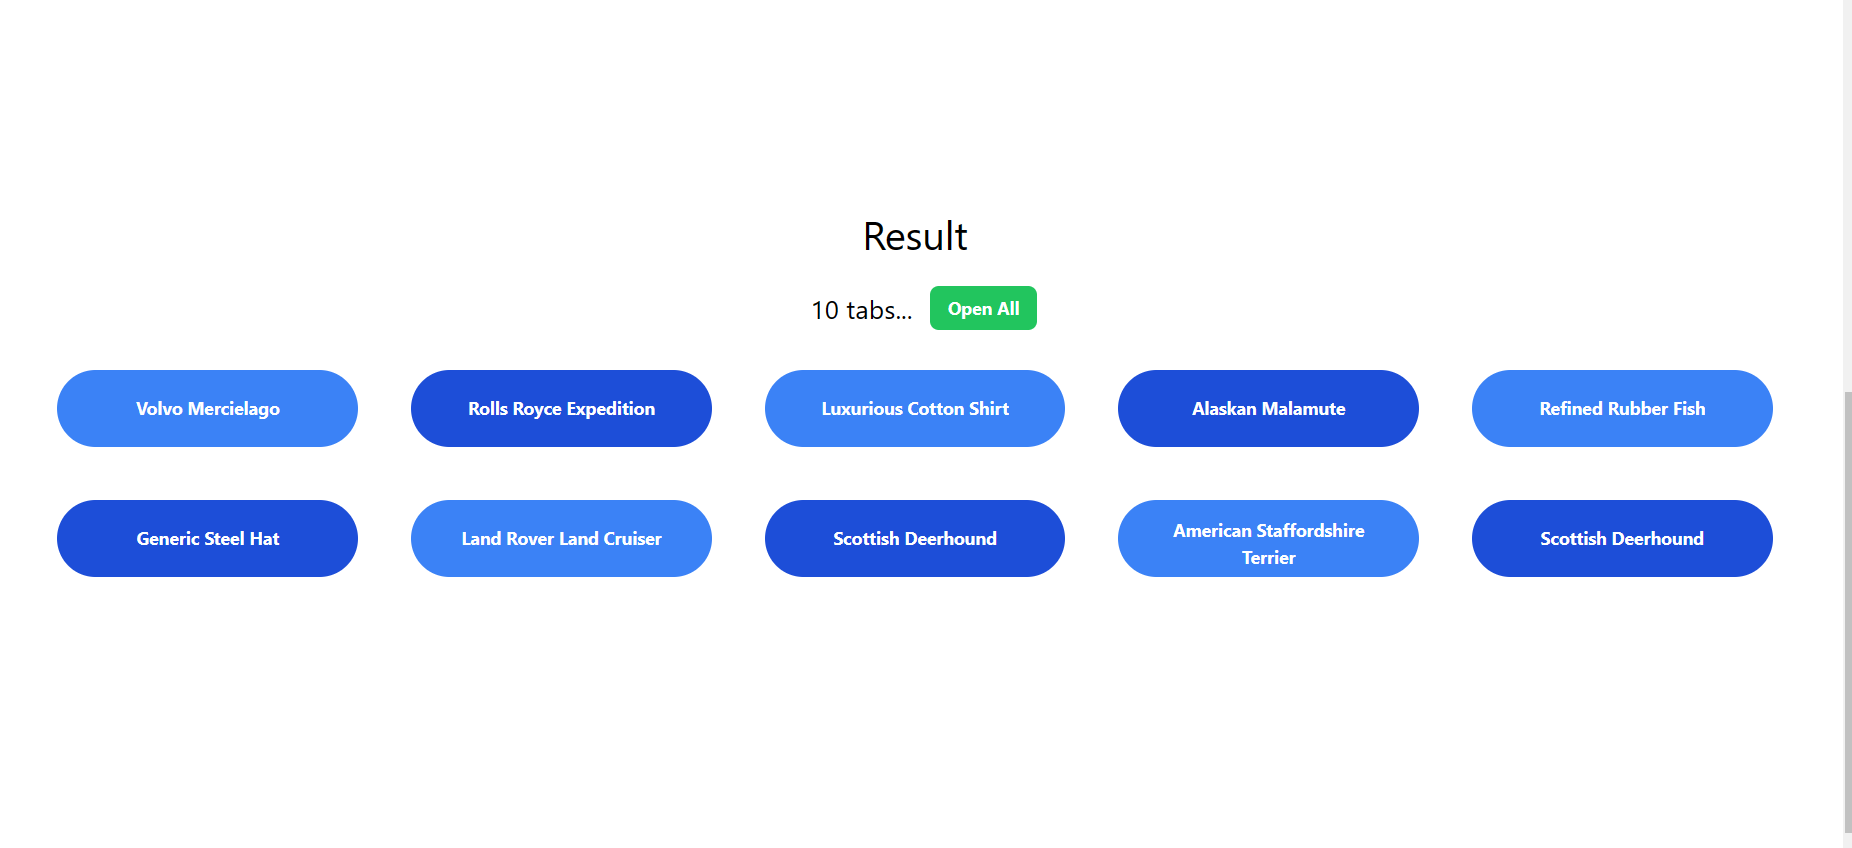 Result
10 tabs... Open All
Volvo Mercielago
Rolls Royce Expedition
Luxurious Cotton Shirt
Alaskan Malamute
Refined Rubber Fish
Generic Steel Hat
Land Rover Land Cruiser
Scottish Deerhound
American Staffordshire
Terrier
Scottish Deerhound